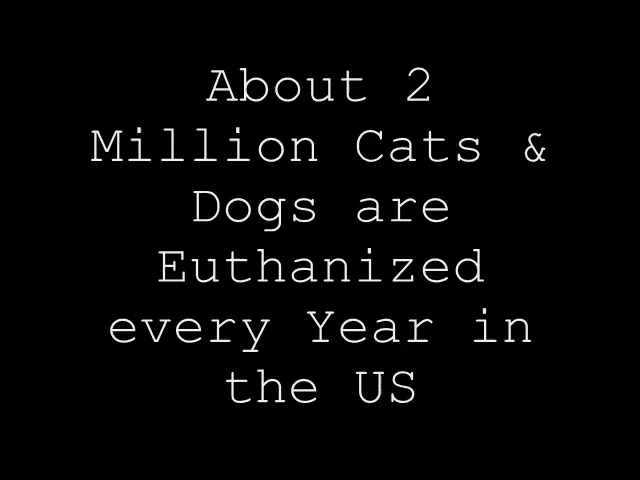 About 2
Million Cats &
Dogs are
Euthanized
every Year in
the US